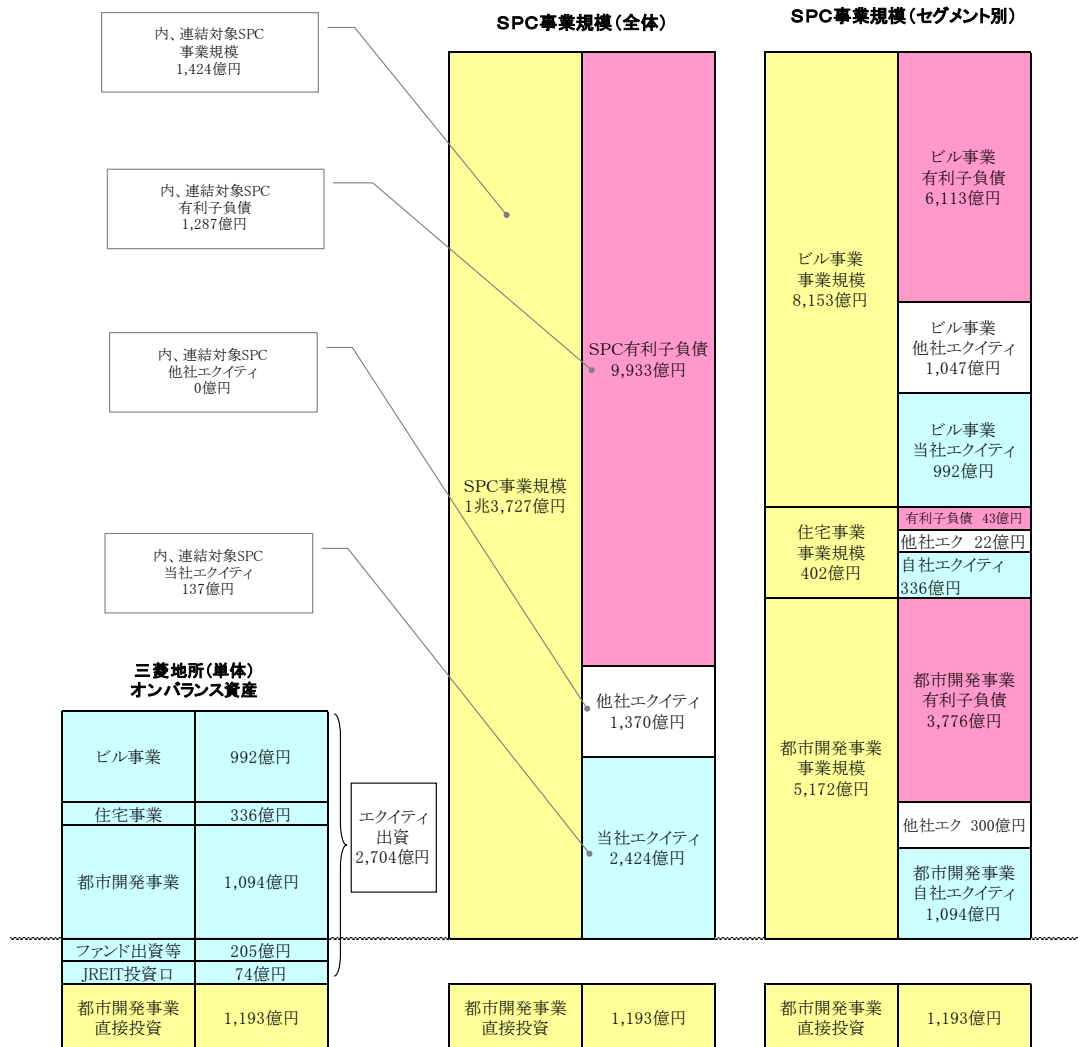 SPC事業規模（全体）
SPC事業規模（セグメント別）
内、連結対象SPC
事業規模
1,424億円
内、連結対象SPC
有利子負債
1,287億円
内、連結対象SPC
他社エクイティ
0億円
内、連結対象SPC
当社エクイティ
137億円
三菱地所（単体）
オンバランス資産
ビル事業
992億円
住宅事業
336億円
都市開発事業
1,094億円
ファンド出資等
205億円
JREIT投資口
74億円
都市開発事業
直接投資
1,193億円
エクイティ
出資
2,704億円
SPC事業規模
1兆3,727億円
SPC有利子負債
9,933億円
他社エクイティ
1,370億円
当社エクイティ
2,424億円
都市開発事業
直接投資
1,193億円
ビル事業
事業規模
8,153億円
ビル事業
有利子負債
6,113億円
ビル事業
他社エクイティ
1,047億円
ビル事業
当社エクイティ
992億円
住宅事業
事業規模
402億円
有利子負債 43億円
他社エク 22億円
自社エクイティ
336億円
都市開発事業
事業規模
5,172億円
都市開発事業
有利子負債
3,776億円
他社エク 300億円
都市開発事業
自社エクイティ
1,094億円
都市開発事業
直接投資
1,193億円